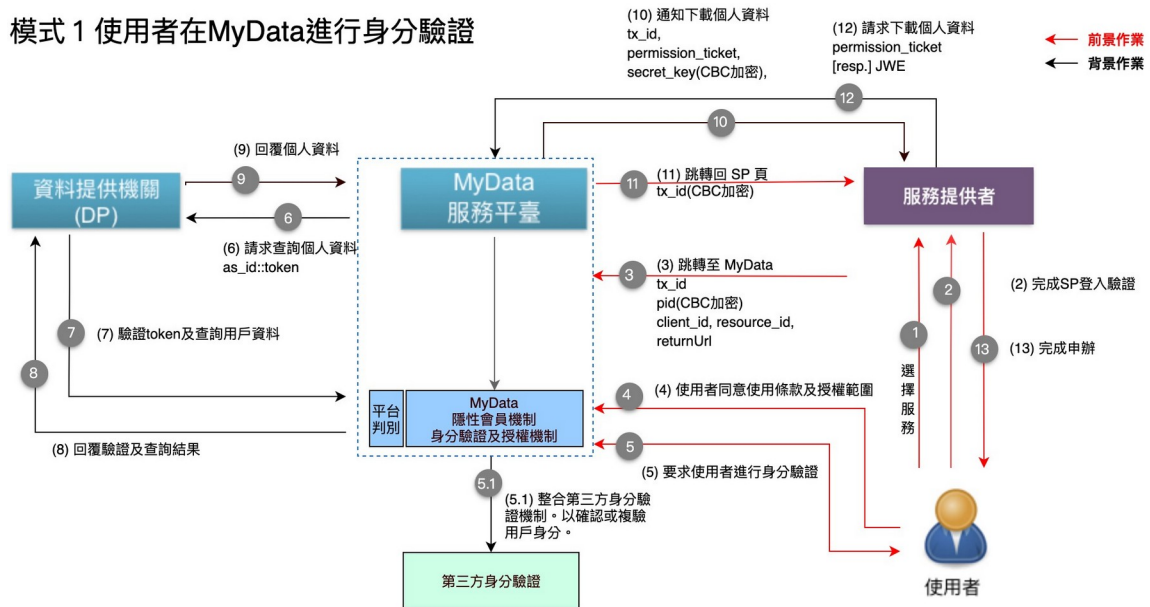 模式 1 使用者在MyData進行身分驗證
(10) 通知下載個人資料
tx_id,
permission_ticket,
secret_key(CBC加密),
(12) 請求下載個人資料
permission_ticket
[resp.] JWE
前景作業
背景作業
12
10
(9) 回覆個人資料
9
資料提供機關
(DP)
6
(6) 請求查詢個人資料
as_id::token
MyData
服務平臺
11
(11) 跳轉回 SP 頁
tx_id(CBC加密)
服務提供者
3
(3) 跳轉至 MyData
tx_id
pid(CBC加密)
client_id, resource_id,
returnUrl
2
(2) 完成SP登入驗證
7
(7) 驗證token及查詢用戶資料
1
選擇服務
13
(13) 完成申辦
8
(8) 回覆驗證及查詢結果
平台
判別
MyData
隱性會員機制
身分驗證及授權機制
4
(4) 使用者同意使用條款及授權範圍
5
(5) 要求使用者進行身分驗證
5.1
(5.1) 整合第三方身分驗
證機制。以確認或複驗
用戶身分。
第三方身分驗證
使用者